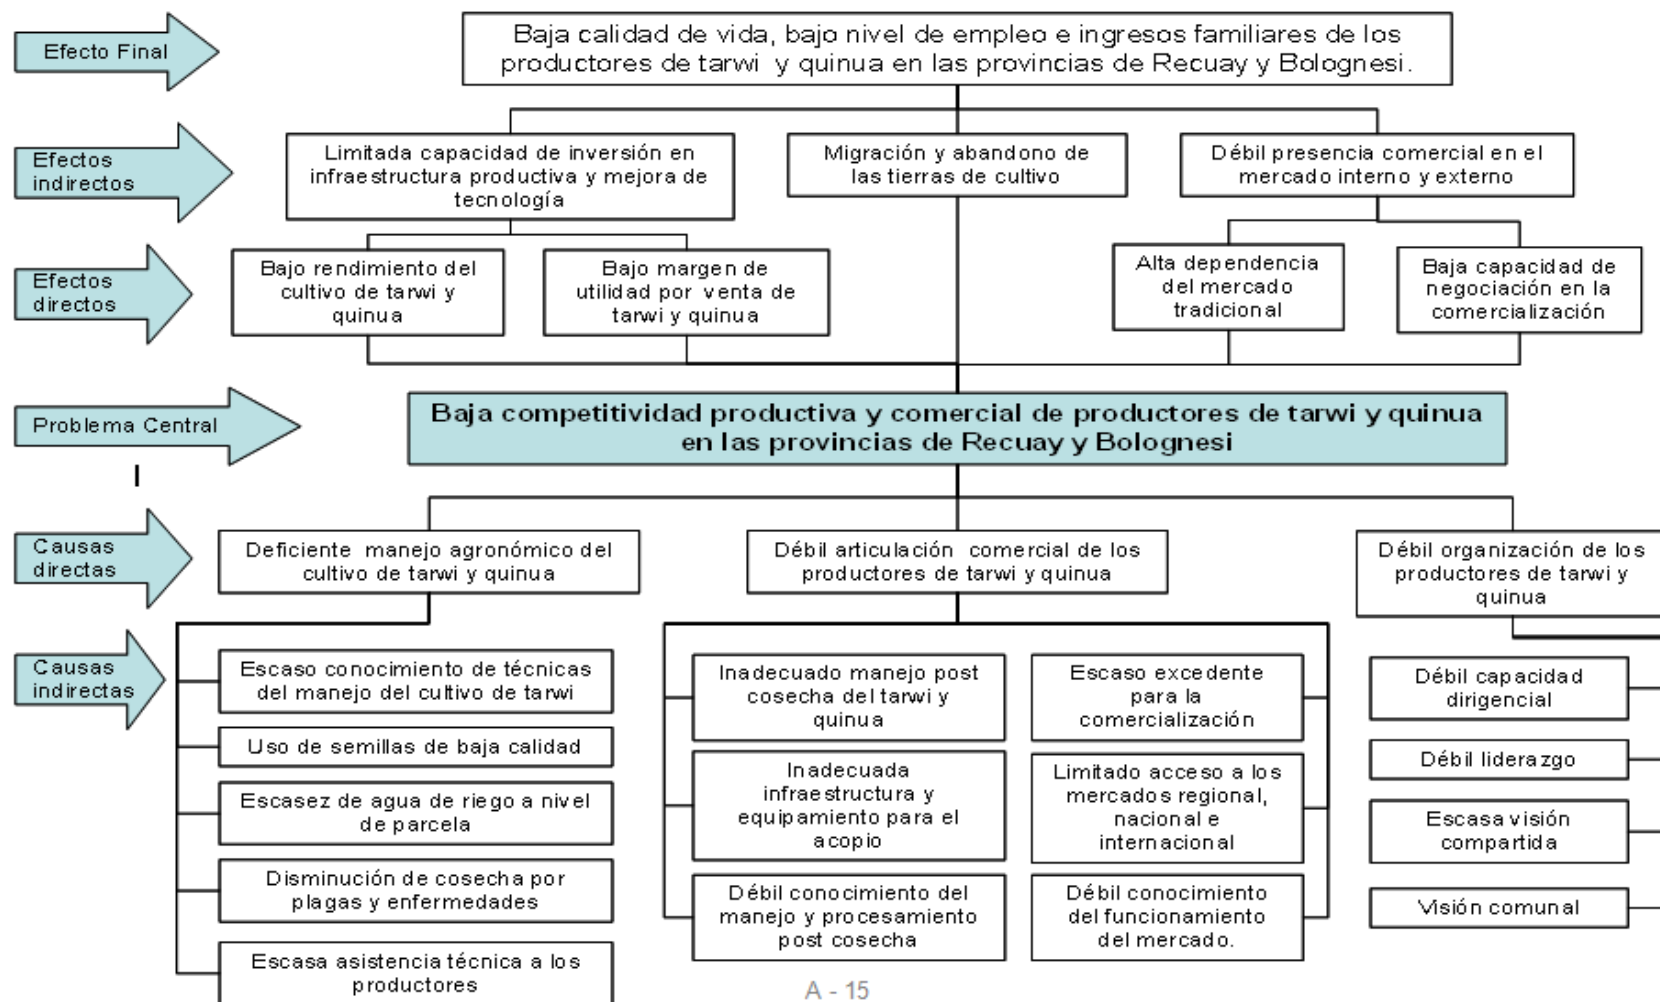 Efecto Final
Baja calidad de vida, bajo nivel de empleo e ingresos familiares de los
productores de tarwi y quinua en las provincias de Recuay y Bolognesi.
Efectos
indirectos
Limitada capacidad de inversión en
infraestructura productiva y mejora de
tecnología
Migración y abandono de
las tierras de cultivo
Débil presencia comercial en el
mercado interno y externo
Efectos
directos
Bajo rendimiento del
cultivo de tarwi y
quinua
Bajo margen de
utilidad por venta de
tarwi y quinua
Alta dependencia
del mercado
tradicional
Baja capacidad de
negociación en la
comercialización
Problema Central
Baja competitividad productiva y comercial de productores de tarwi y quinua
en las provincias de Recuay y Bolognesi
Causas
directas
Deficiente manejo agronómico del
cultivo de tarwi y quinua
Débil articulación comercial de los
productores de tarwi y quinua
Débil organización de los
productores de tarwi y
quinua
Causas
indirectas
Escaso conocimiento de técnicas
del manejo del cultivo de tarwi
Uso de semillas de baja calidad
Escasez de agua de riego a nivel
de parcela
Disminución de cosecha por
plagas y enfermedades
Escasa asistencia técnica a los
productores
Inadecuado manejo post
cosecha del tarwi y
quinua
Inadecuada
infraestructura y
equipamiento para el
acopio
Débil conocimiento del
manejo y procesamiento
post cosecha
Escaso excedente
para la
comercialización
Limitado acceso a los
mercados regional,
nacional e
internacional
Débil conocimiento
del funcionamiento
del mercado.
Débil capacidad
dirigencial
Débil liderazgo
Escasa visión
compartida
Visión comunal
A - 15